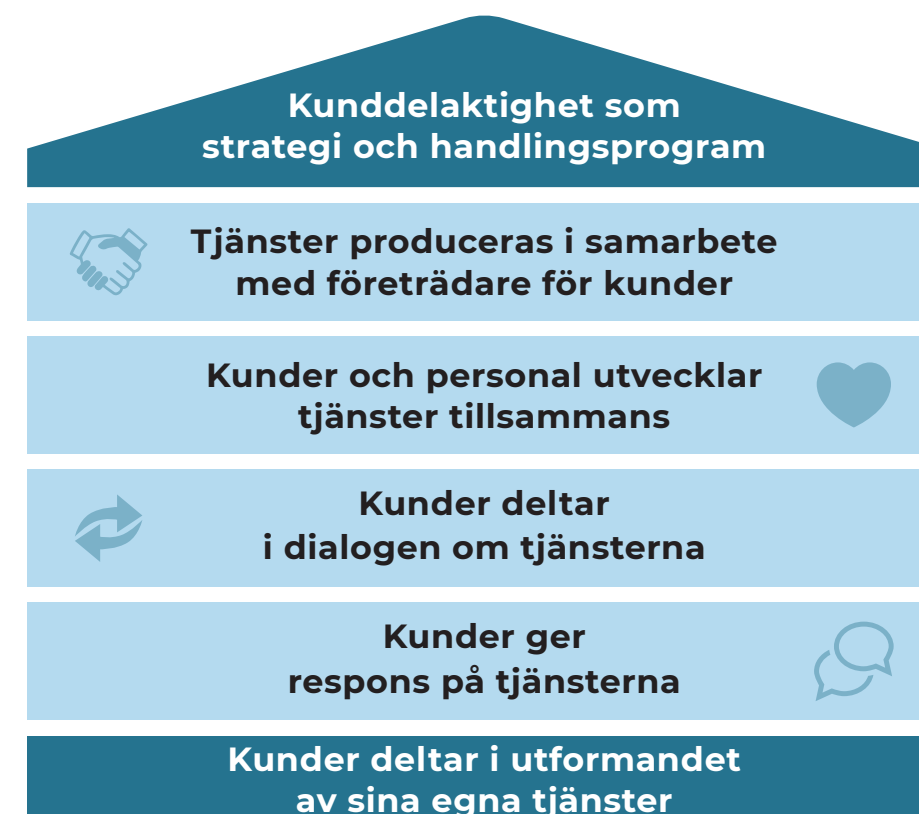 Kunddelaktighet som
strategi och handlingsprogram
Tjänster produceras i samarbete
med företrädare för kunder
Kunder och personal utvecklar
tjänster tillsammans
Kunder deltar
i dialogen om tjänsterna
Kunder ger
respons på tjänsterna
Kunder deltar i utformandet
av sina egna tjänster